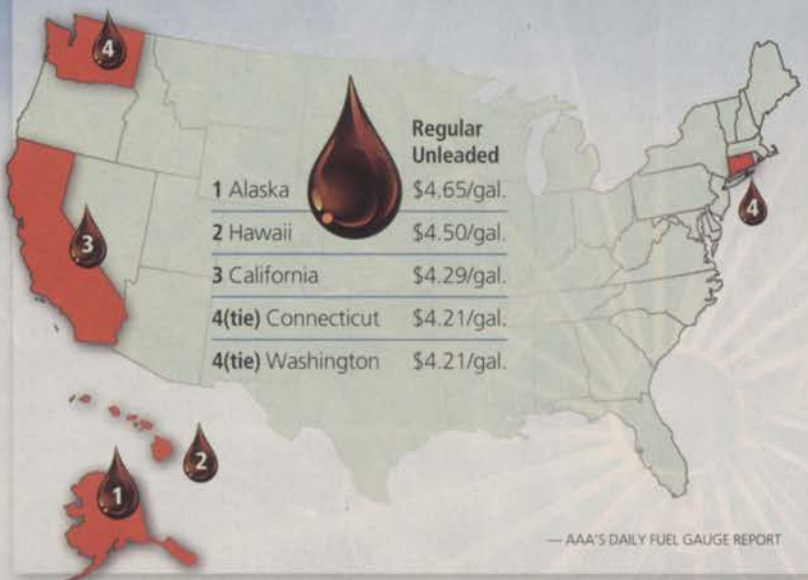 4
Regular
Unleaded
1 Alaska $4.65/gal.
2 Hawaii $4.50/gal.
3 California $4.29/gal.
4(tie) Connecticut $4.21/gal.
4(tie) Washington $4.21/gal.
3
4
2
1
— AAA'S DAILY FUEL GAUGE REPORT